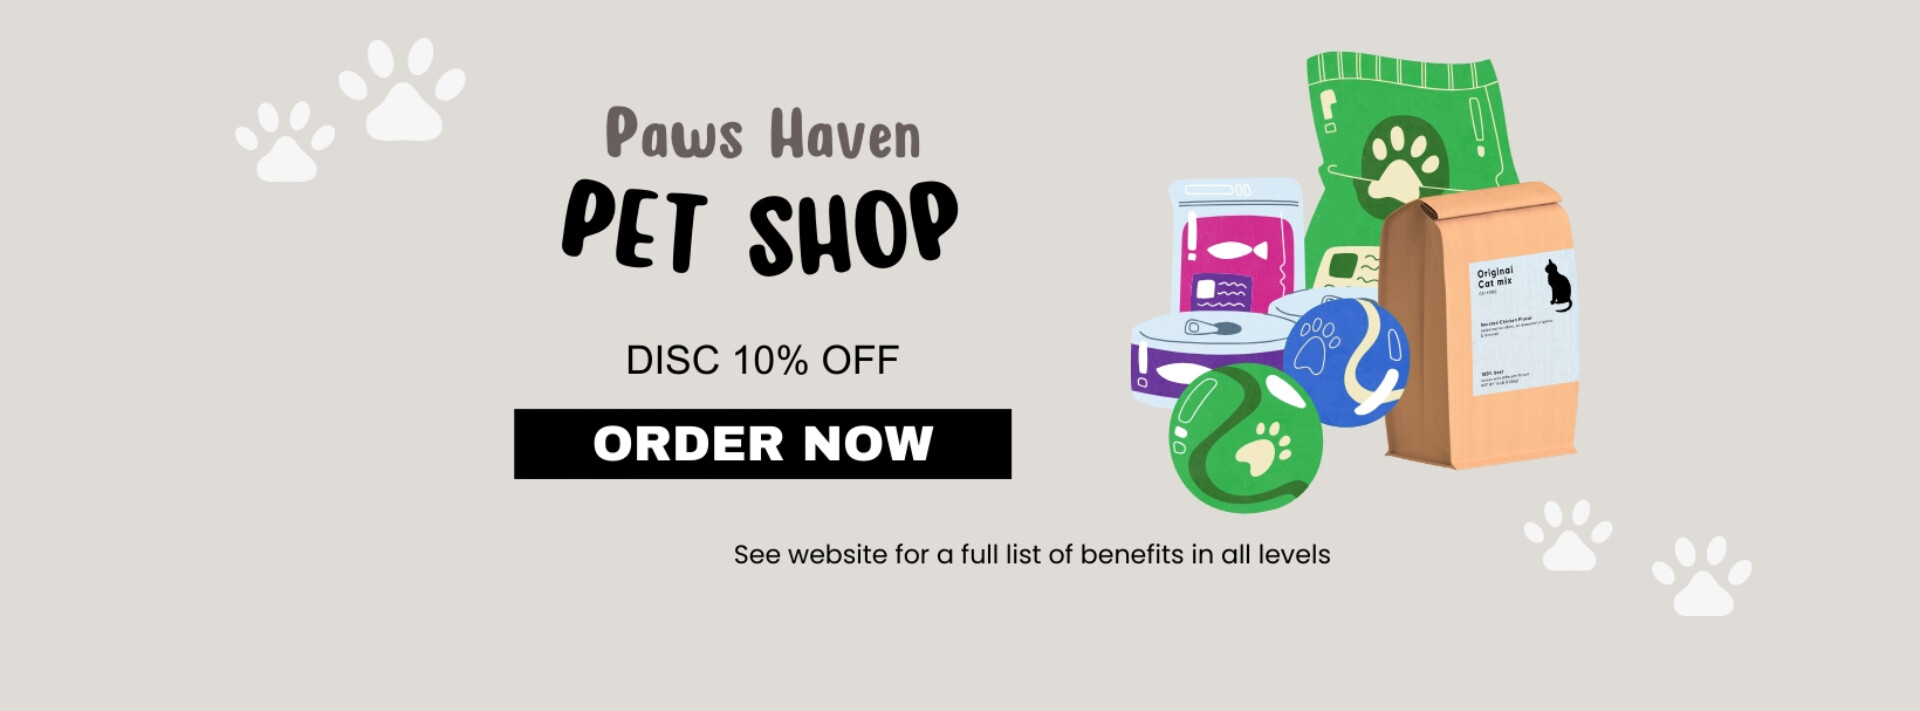 Paws Haven
PET SHOP
DISC 10% OFF
ORDER NOW
See website for a full list of benefits in all levels
Original
Cat mix